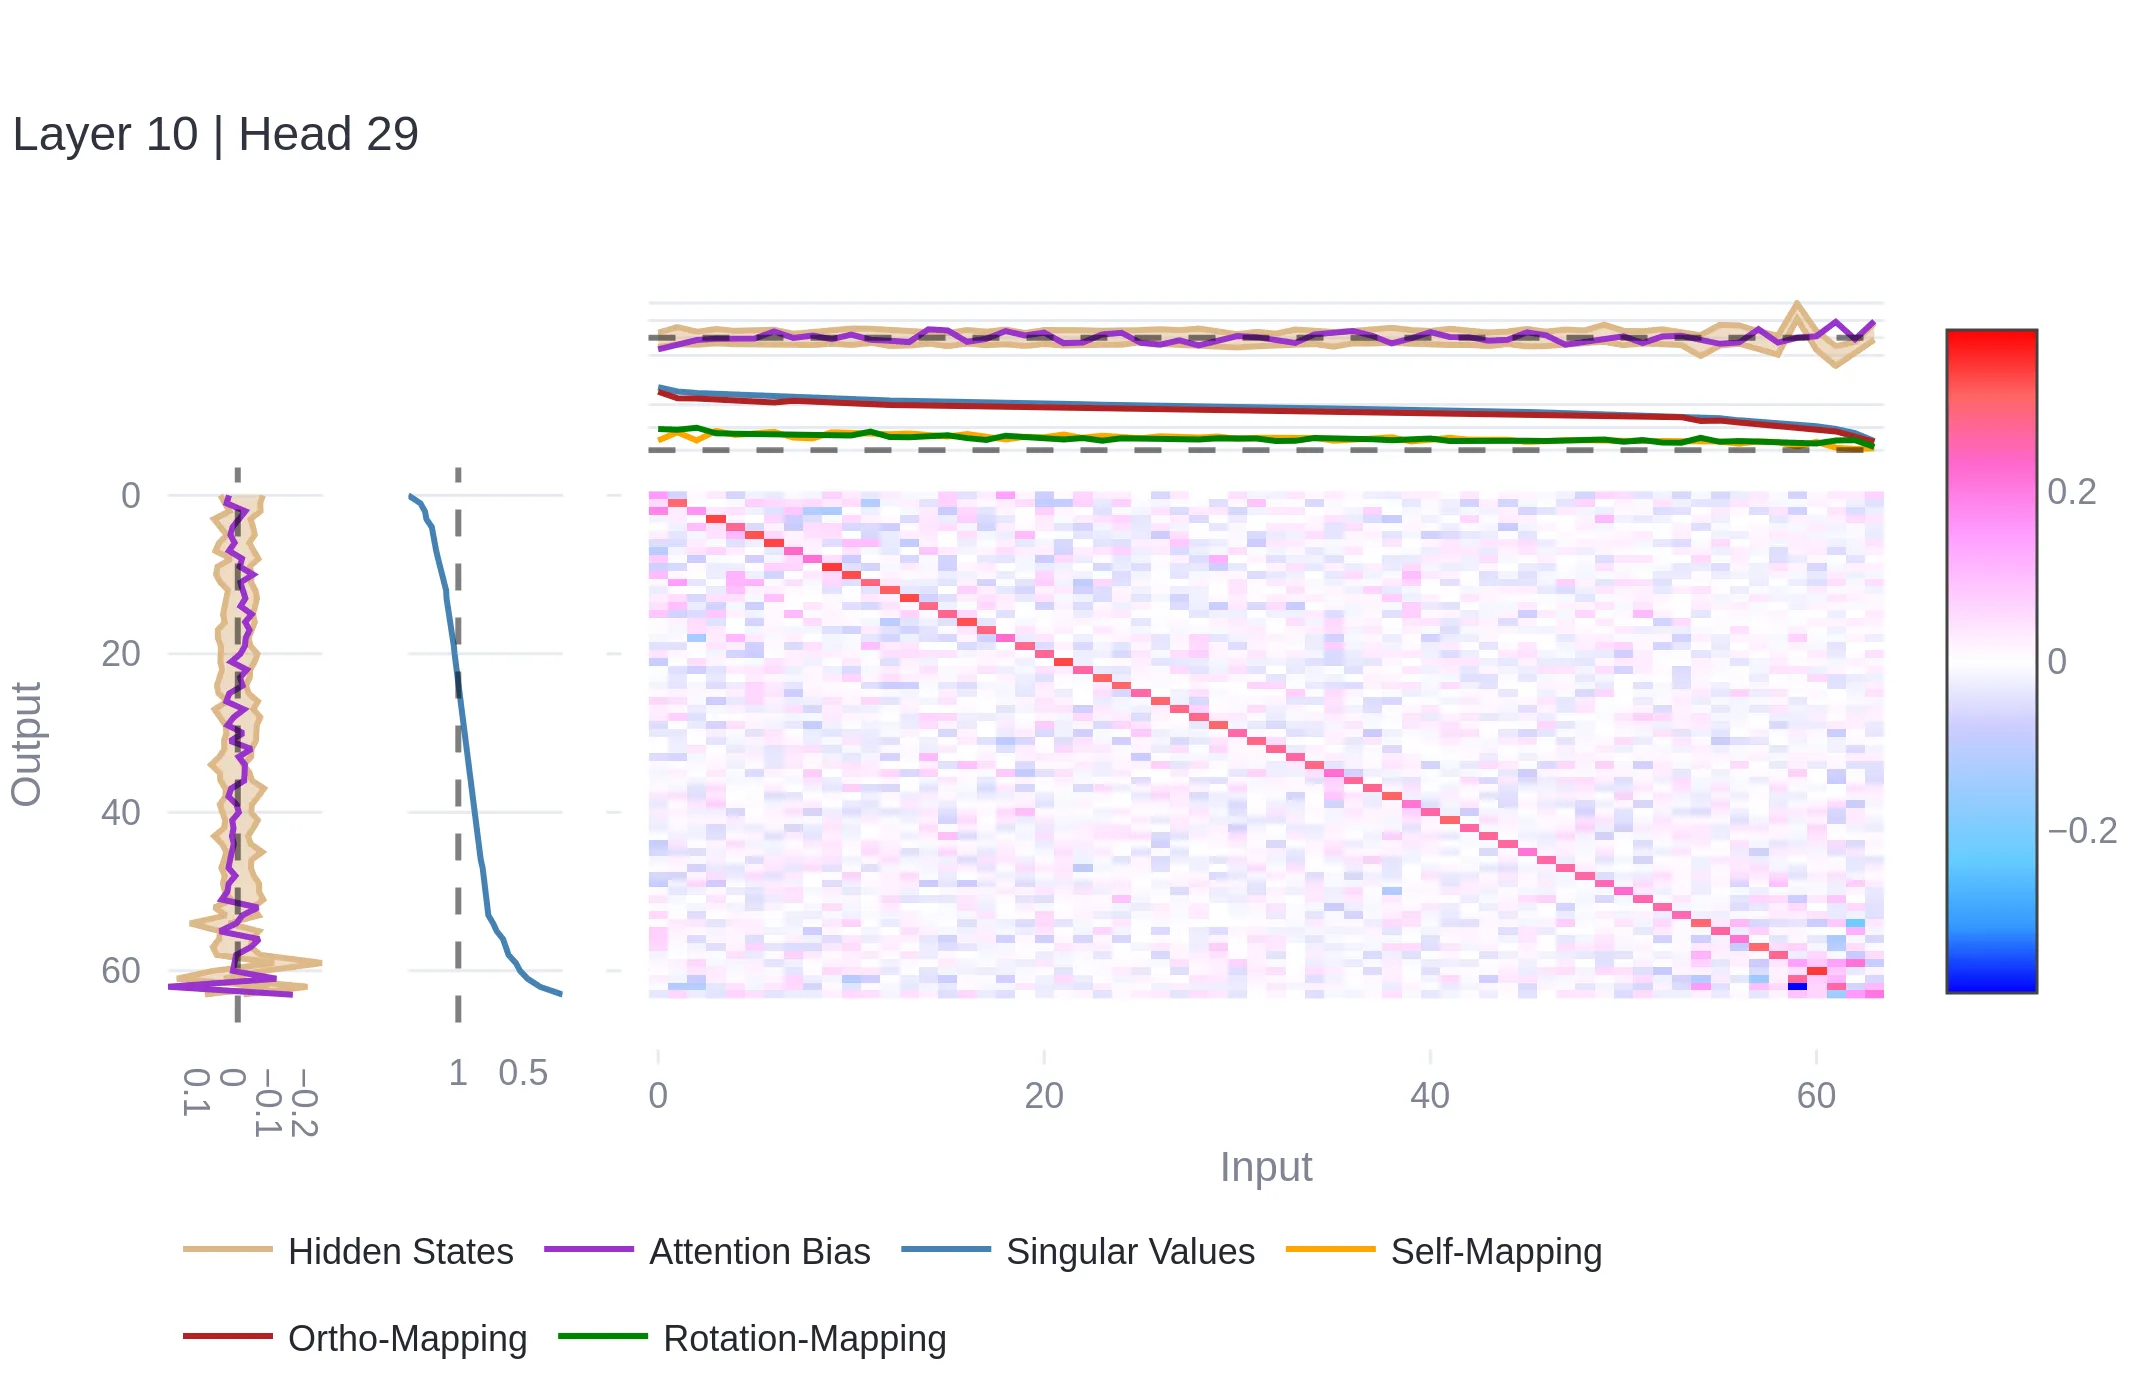 Layer 10 | Head 29
0
20
40
60
Output
0.1
0
−0.1
−0.2
1
0.5
0
20
40
60
Input
0.2
0
−0.2
Hidden States
Attention Bias
Singular Values
Self-Mapping
Ortho-Mapping
Rotation-Mapping